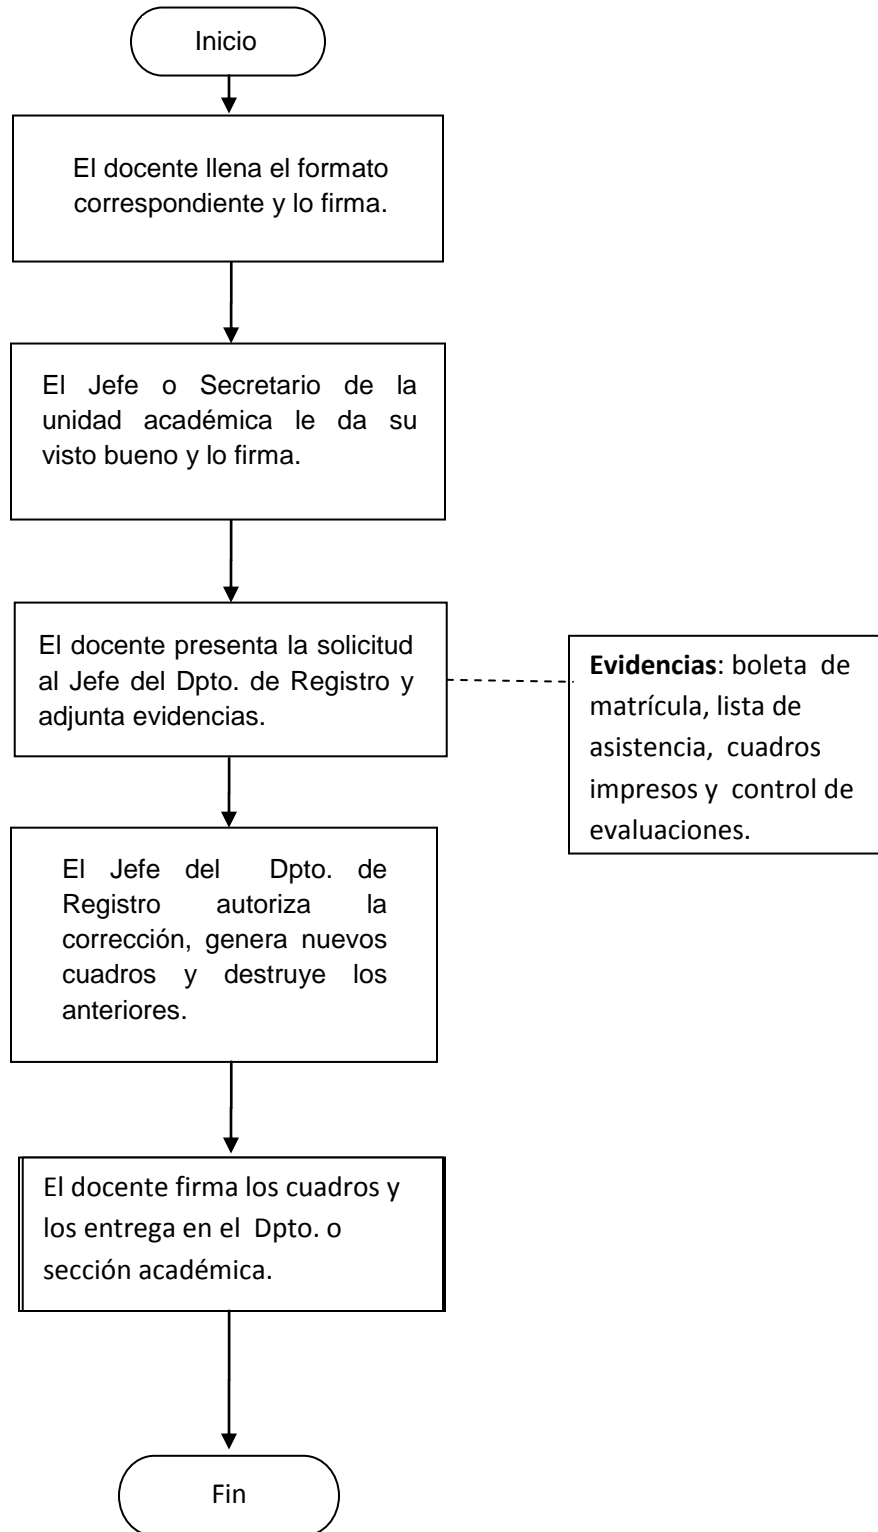 Inicio
El docente llena el formato
correspondiente y lo firma.
El Jefe o Secretario de la
unidad académica le da su
visto bueno y lo firma.
El docente presenta la solicitud
al Jefe del Dpto. de Registro y
adjunta evidencias.
Evidencias: boleta de
matrícula, lista de
asistencia, cuadros
impresos y control de
evaluaciones.
El Jefe del Dpto. de
Registro autoriza la
corrección, genera nuevos
cuadros y destruye los
anteriores.
El docente firma los cuadros y
los entrega en el Dpto. o
sección académica.
Fin